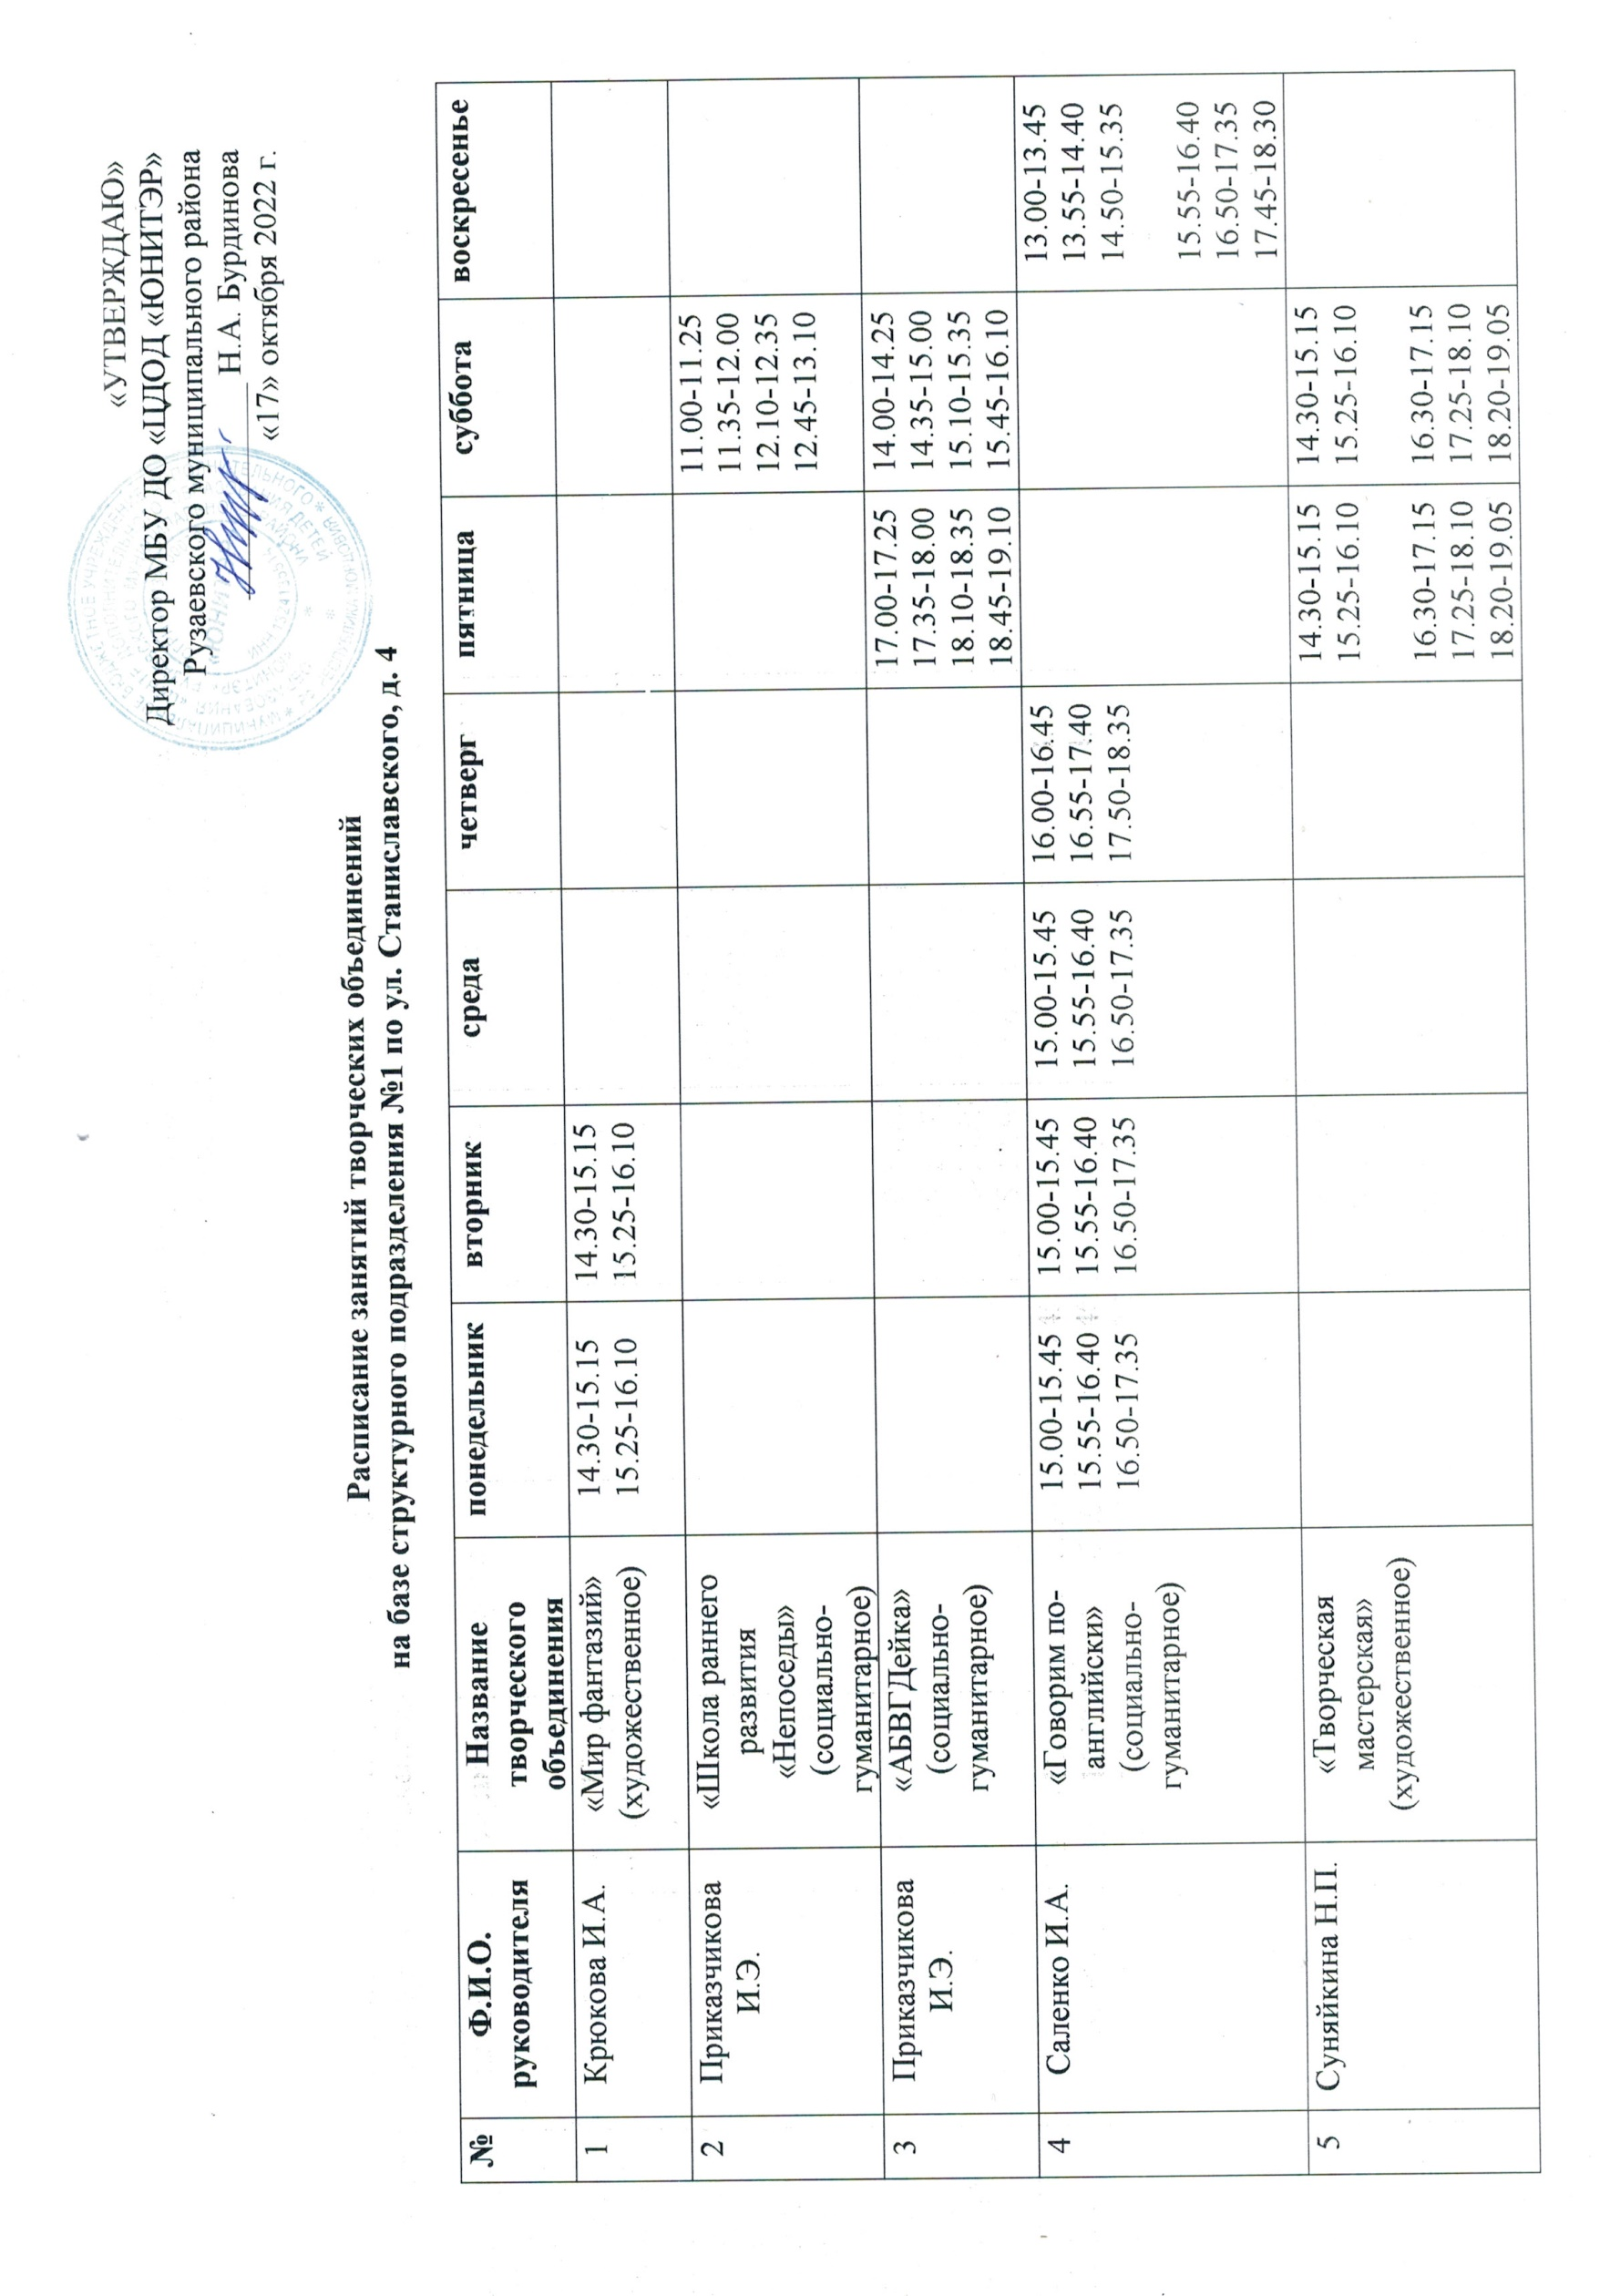 «УТВЕРЖДАЮ»
Директор МБУ ДО «ЦДОД «ЮНИТЭР»
Рузаевского муниципального района
Н.А. Бурдинова
«17» октября 2022 г.
Расписание занятий творческих объединений
на базе структурного подразделения №1 по ул. Станиславского, д. 4
№
Ф.И.О.
руководителя
Название
творческого
объединения
понедельник
вторник
среда
четверг
пятница
суббота
воскресенье
1
Крюкова И.А.
«Мир фантазий»
(художественное)
14.30-15.15
15.25-16.10
14.30-15.15
15.25-16.10
2
Приказчикова
И.Э.
«Школа раннего
развития
«Непоседы»
(социально-
гуманитарное)
11.00-11.25
11.35-12.00
12.10-12.35
12.45-13.10
3
Приказчикова
И.Э.
«АБВГДейка»
(социально-
гуманитарное)
17.00-17.25
17.35-18.00
18.10-18.35
18.45-19.10
14.00-14.25
14.35-15.00
15.10-15.35
15.45-16.10
4
Саленко И.А.
«Говорим по-
английски»
(социально-
гуманитарное)
15.00-15.45
15.55-16.40
16.50-17.35
15.00-15.45
15.55-16.40
16.50-17.35
15.00-15.45
15.55-16.40
16.50-17.35
16.00-16.45
16.55-17.40
17.50-18.35
13.00-13.45
13.55-14.40
14.50-15.35
15.55-16.40
16.50-17.35
17.45-18.30
5
Суняйкина Н.П.
«Творческая
мастерская»
(художественное)
14.30-15.15
15.25-16.10
16.30-17.15
17.25-18.10
18.20-19.05
14.30-15.15
15.25-16.10
16.30-17.15
17.25-18.10
18.20-19.05